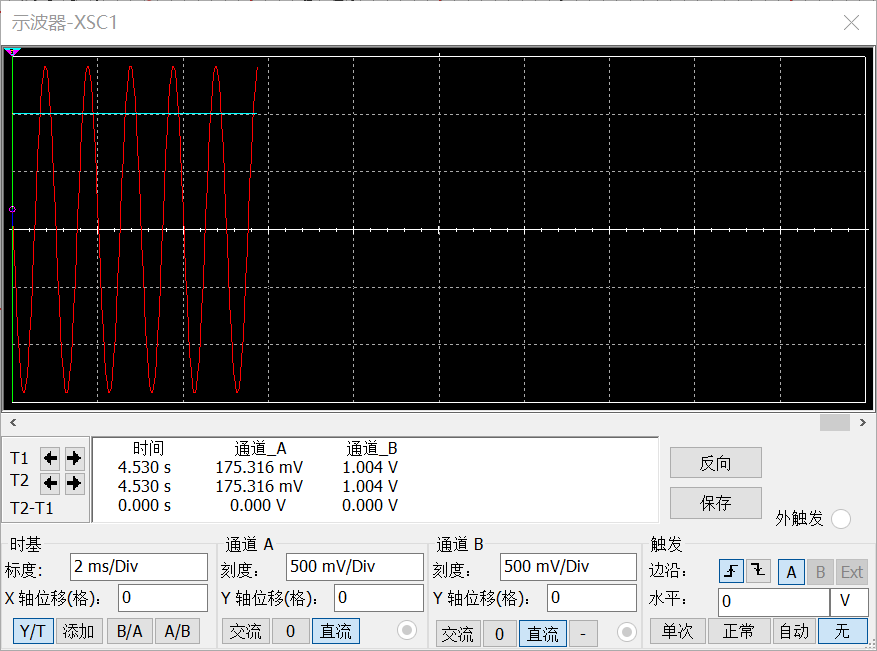 示波器-XSC1
时间 通道_A 通道_B
T1 4.530 s 175.316 mV 1.004 V
T2 4.530 s 175.316 mV 1.004 V
T2-T1 0.000 s 0.000 V 0.000 V
反向
保存
外触发
时基
标度: 2 ms/Div
X 轴位移(格): 0
Y/T 添加 B/A A/B
通道 A
刻度: 500 mV/Div
Y 轴位移(格): 0
交流 0 直流
通道 B
刻度: 500 mV/Div
Y 轴位移(格): 0
交流 0 直流 -
触发
边沿: A B Ext
水平: 0 V
单次 正常 自动 无